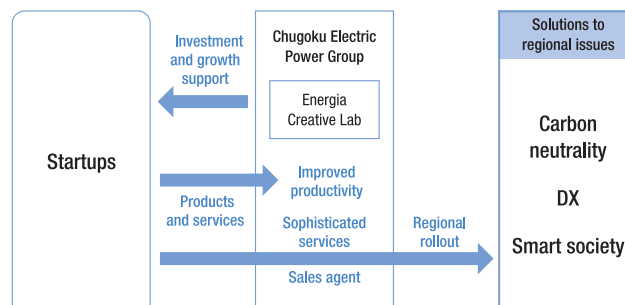 Startups
Investment
and growth
support
Products
and services
Chugoku Electric
Power Group
Energia
Creative Lab
Improved
productivity
Sophisticated
services
Sales agent
Regional
rollout
Solutions to
regional issues
Carbon
neutrality
DX
Smart society